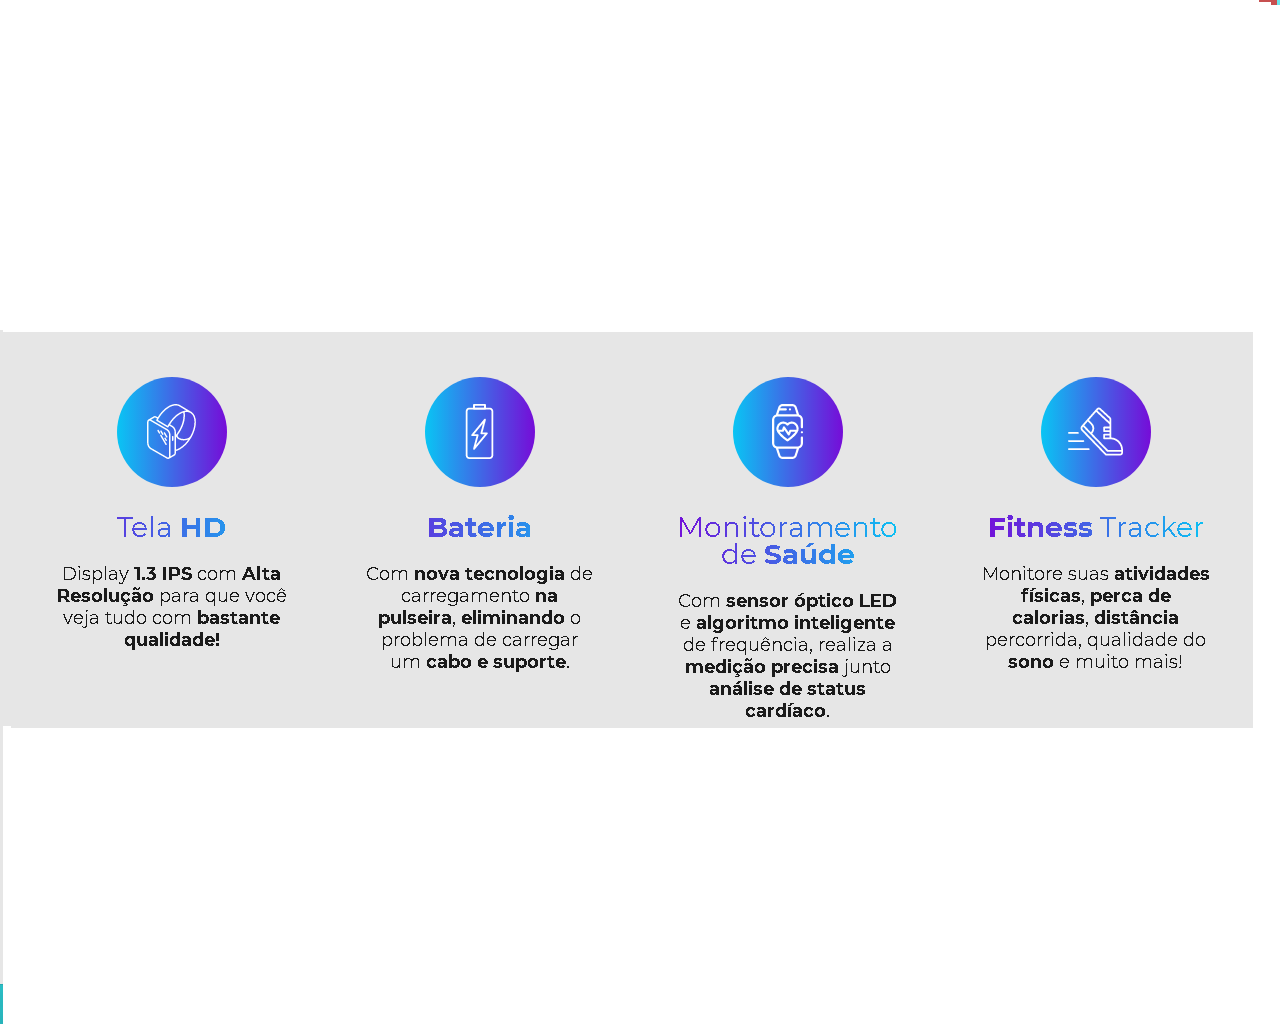 Tela HD
Display 1.3 IPS com Alta
Resolução para que você
veja tudo com bastante
qualidade!
Bateria
Com nova tecnologia de
carregamento na
pulseira, eliminando o
problema de carregar
um cabo e suporte.
Monitoramento
de Saúde
Com sensor óptico LED
e algoritmo inteligente
de frequência, realiza a
medição precisa junto
análise de status
cardíaco.
Fitness Tracker
Monitore suas atividades
físicas, perca de
calorias, distância
percorrida, qualidade do
sono e muito mais!